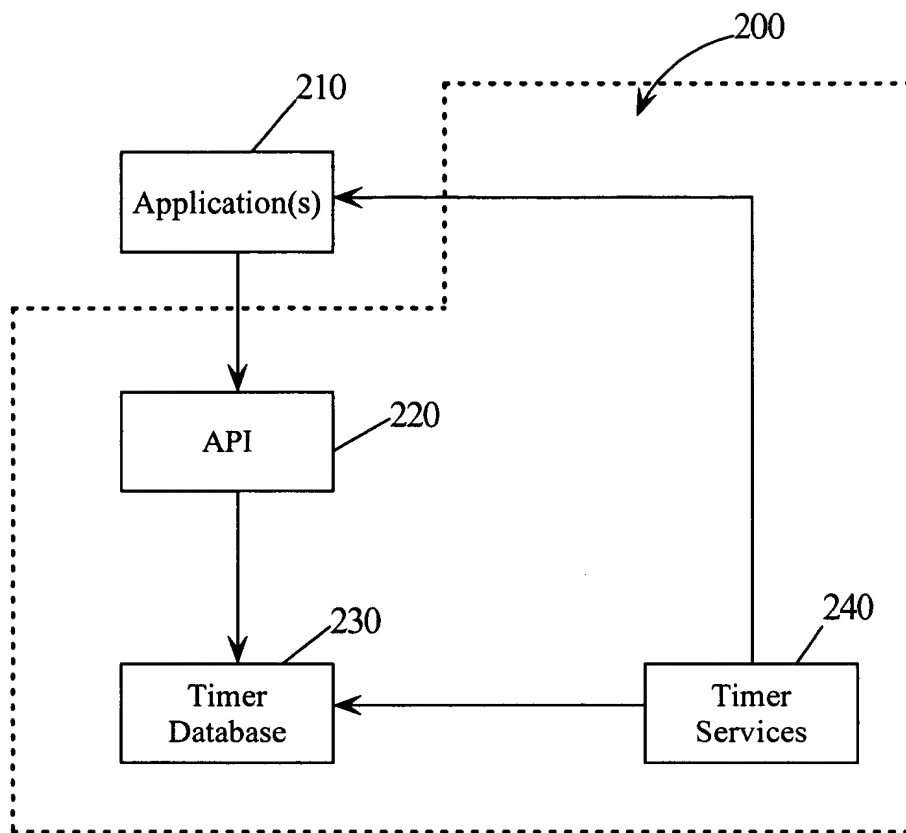 200
210
Application(s)
API
220
230
240
Timer
Database
Timer
Services